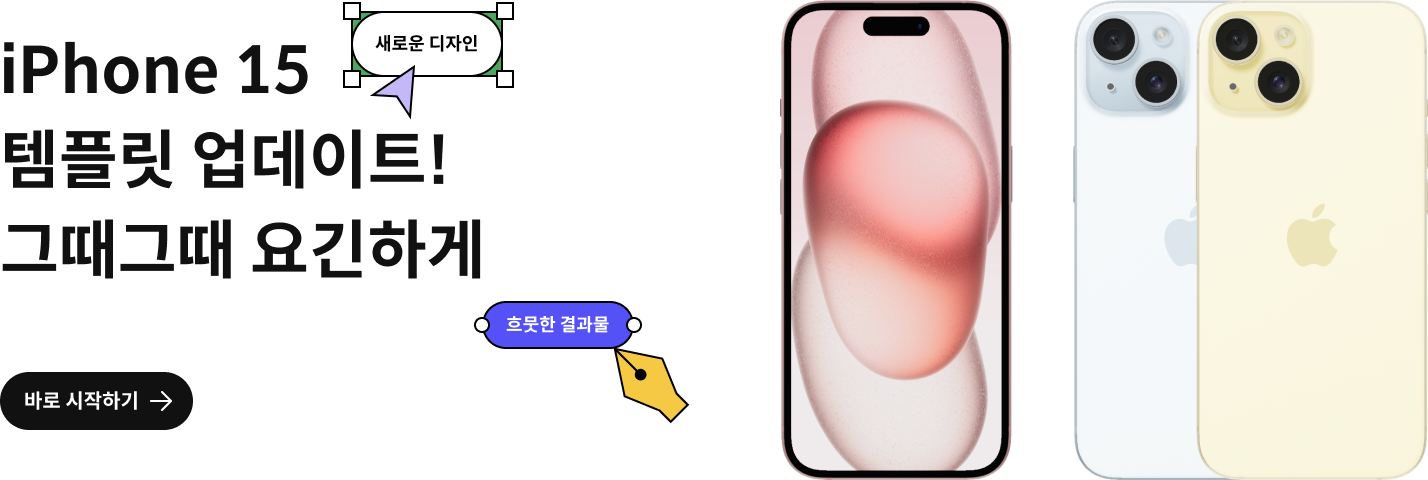 새로운 디자인
iPhone 15
템플릿 업데이트!
그때그때 요긴하게
흐뭇한 결과물
바로 시작하기